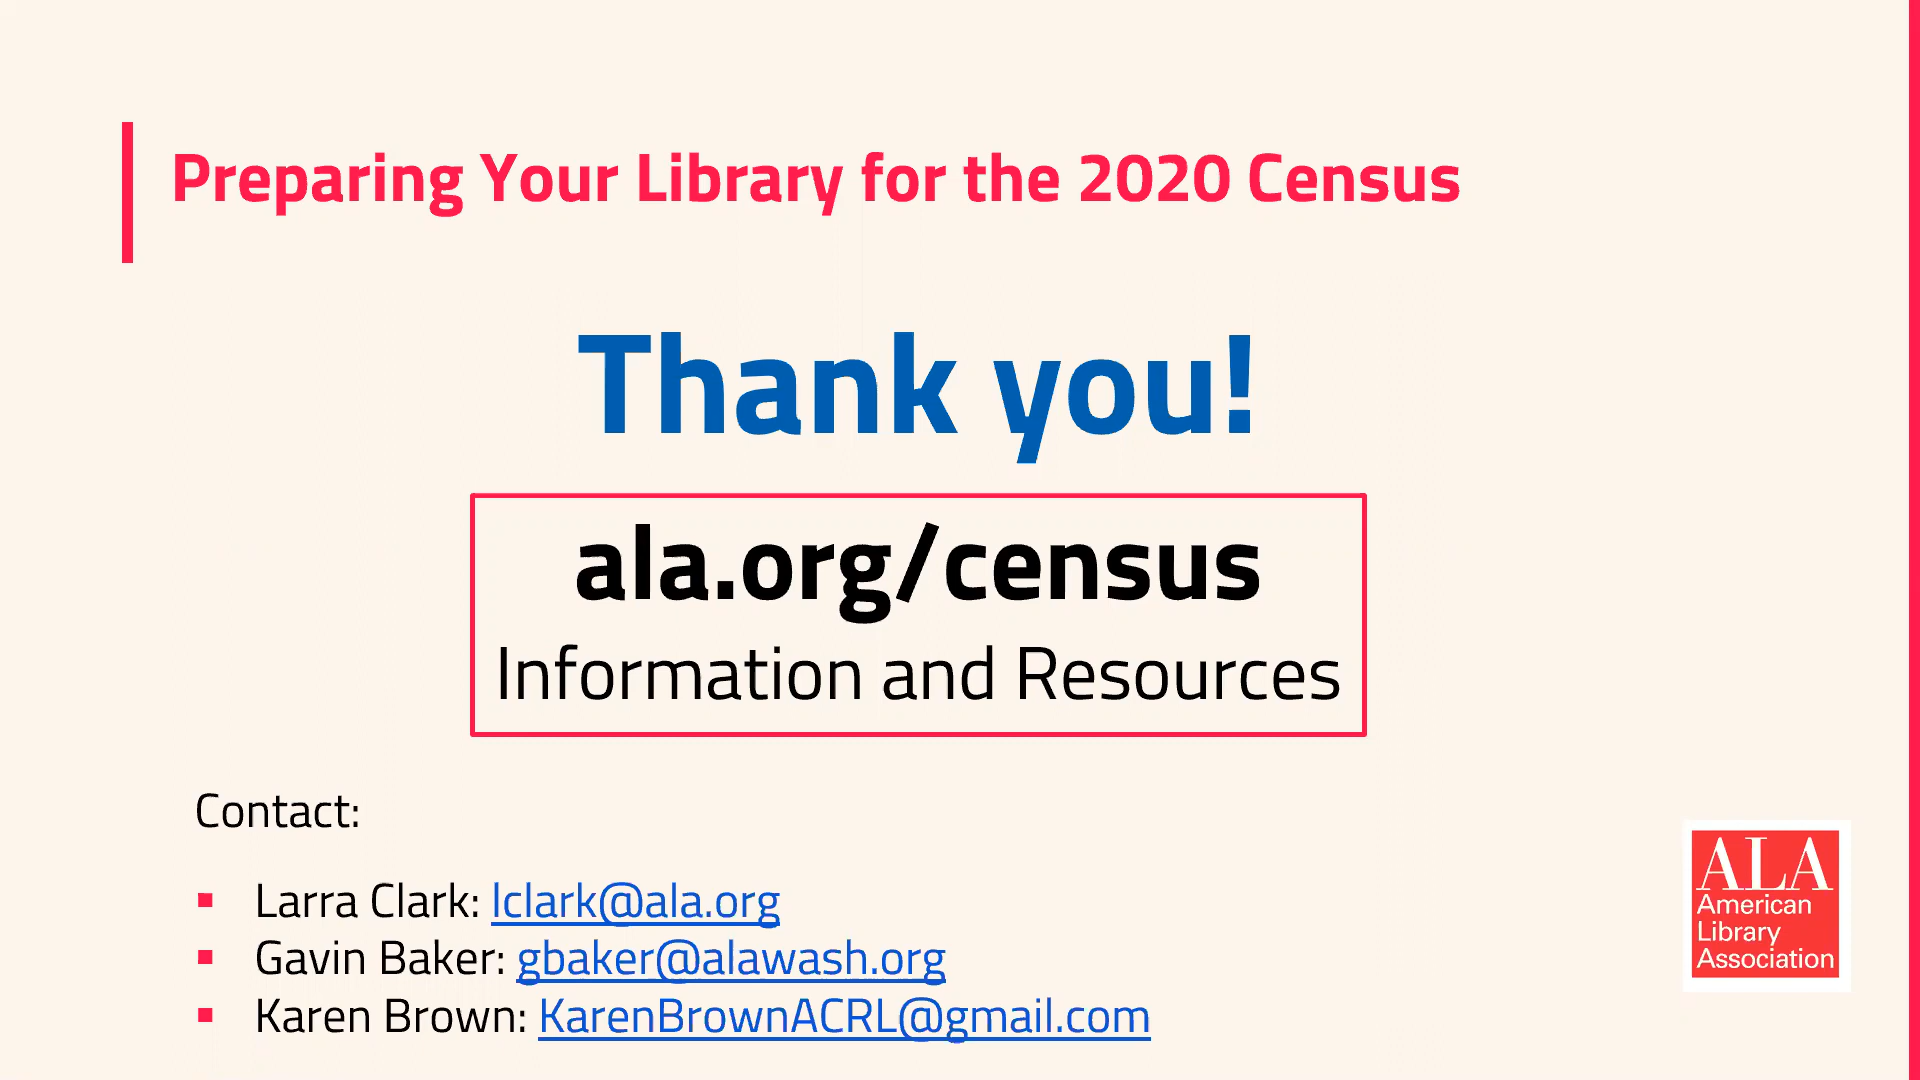 Preparing Your Library for the 2020 Census
Thank you!
ala.org/census
Information and Resources
Contact:
Larra Clark: lclark@ala.org
Gavin Baker: gbaker@alawash.org
Karen Brown: KarenBrownACRL@gmail.com
ALA
American
Library
Association